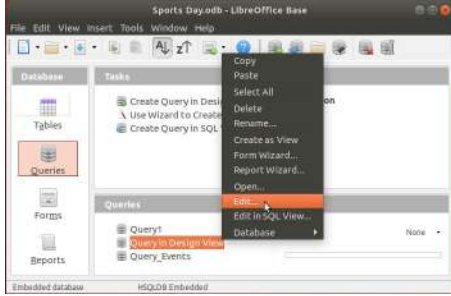 Sports Day.odb - LibreOffice Base
File Edit View Insert Tools Window Help
Database
Tasks
Tables
Queries
Forms
Reports
Create Query in Desi
on
Use Wizard to Create
Create Query in SQL
Copy
Paste
Select All
Delete
Rename...
Create as View
Form Wizard...
Report Wizard...
Open...
Edit...
Edit in SQL View...
Database
Queries
Query1
Query in Design View
Query_Events
None
Embedded database
HSQLDB Embedded